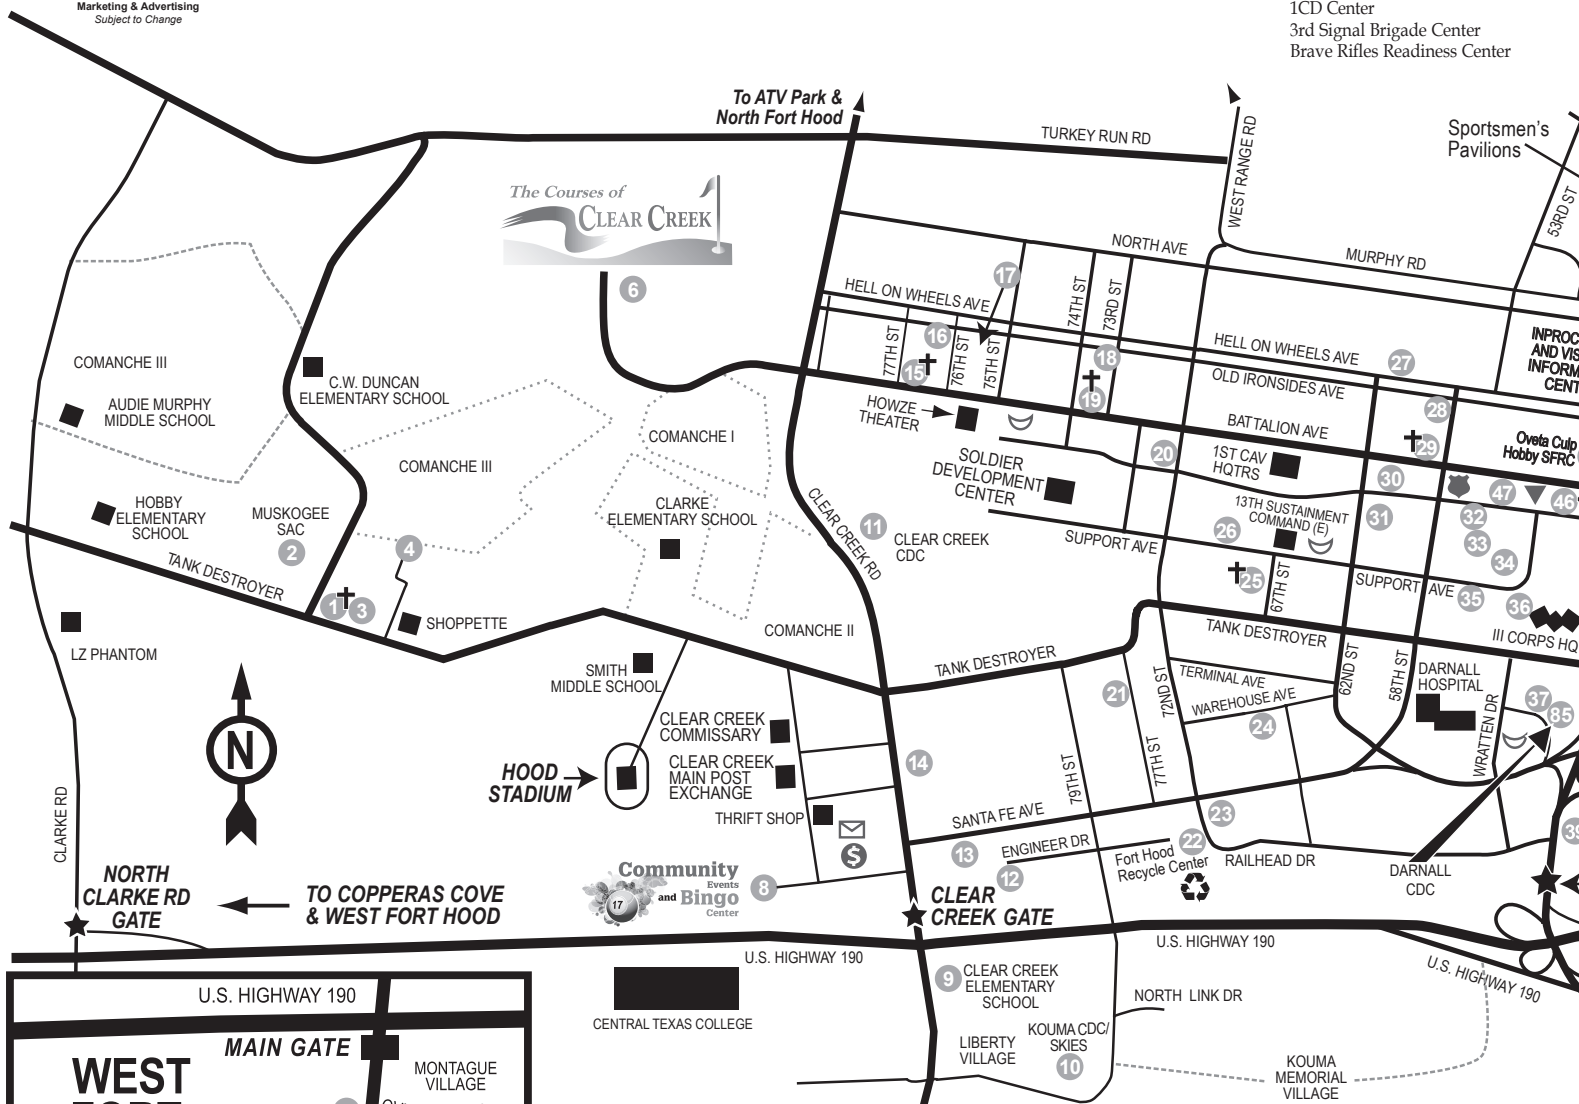 Marketing & Advertising
Subject to Change
1CD Center
3rd Signal Brigade Center
Brave Rifles Readiness Center
To ATV Park &
North Fort Hood
TURKEY RUN RD
WEST RANGE RD
Sportsmen's
Pavilions
53RD ST
The Courses of
CLEAR CREEK
6
NORTH AVE
MURPHY RD
17
HELL ON WHEELS AVE
74TH ST
73RD ST
77TH ST
16
15
76TH ST
75TH ST
18
19
HELL ON WHEELS AVE
27
OLD IRONSIDES AVE
28
BATTALION AVE
29
COMANCHE III
C.W. DUNCAN
ELEMENTARY SCHOOL
AUDIE MURPHY
MIDDLE SCHOOL
HOWZE
THEATER
COMANCHE I
COMANCHE III
SOLDIER
DEVELOPMENT
CENTER
20
1ST CAV
HQTRS
30
47
46
Oveta Culp
Hobby SFRC
HOBBY
ELEMENTARY
SCHOOL
MUSKOGEE
SAC
2
4
CLARKE
ELEMENTARY SCHOOL
CLEAR CREEK RD
11
CLEAR CREEK
CDC
SUPPORT AVE
26
13TH SUSTAINMENT
COMMAND (E)
31
32
33
34
TANK DESTROYER
1
3
SHOPPETTE
25
67TH ST
SUPPORT AVE
35
36
III CORPS HQ
LZ PHANTOM
COMANCHE II
SMITH
MIDDLE SCHOOL
TANK DESTROYER
TANK DESTROYER
21
72ND ST
TERMINAL AVE
WAREHOUSE AVE
24
62ND ST
58TH ST
DARNALL
HOSPITAL
WRATTEN DR
37
85
N
CLEAR CREEK
COMMISSARY
CLEAR CREEK
MAIN POST
EXCHANGE
HOOD
STADIUM
14
79TH ST
77TH ST
THRIFT SHOP
$
SANTA FE AVE
13
ENGINEER DR
12
22
23
Fort Hood
Recycle Center
RAILHEAD DR
DARNALL
CDC
39
CLARKE RD
NORTH
CLARKE RD
GATE
TO COPPERAS COVE
& WEST FORT HOOD
Community
Events
and Bingo
Center
17
8
CLEAR
CREEK GATE
U.S. HIGHWAY 190
U.S. HIGHWAY 190
U.S. HIGHWAY 190
CENTRAL TEXAS COLLEGE
9
CLEAR CREEK
ELEMENTARY
SCHOOL
NORTH LINK DR
LIBERTY
VILLAGE
KOUMA CDC/
SKIES
10
KOUMA
MEMORIAL
VILLAGE
U.S. HIGHWAY 190
MAIN GATE
WEST
MONTAGUE
VILLAGE